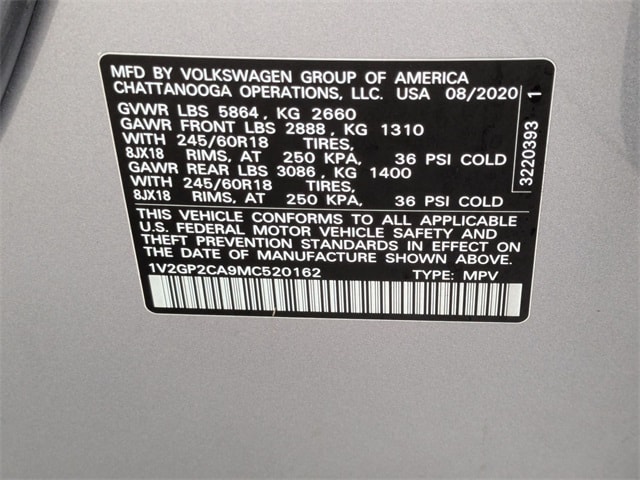 MFD BY VOLKSWAGEN GROUP OF AMERICA
CHATTANOOGA OPERATIONS, LLC. USA 08/2020
GVWR LBS 5864, KG 2660
GAWR FRONT LBS 2888, KG 1310
WITH 245/60R18 TIRES,
8JX18 RIMS, AT 250 KPA, 36 PSI COLD
GAWR REAR LBS 3086, KG 1400
WITH 245/60R18 TIRES,
8JX18 RIMS, AT 250 KPA, 36 PSI COLD
THIS VEHICLE CONFORMS TO ALL APPLICABLE
U.S. FEDERAL MOTOR VEHICLE SAFETY AND
THEFT PREVENTION STANDARDS IN EFFECT ON
THE DATE OF MANUFACTURE SHOWN ABOVE.
1V2GP2CA9MC520162 TYPE: MPV
3220393 1